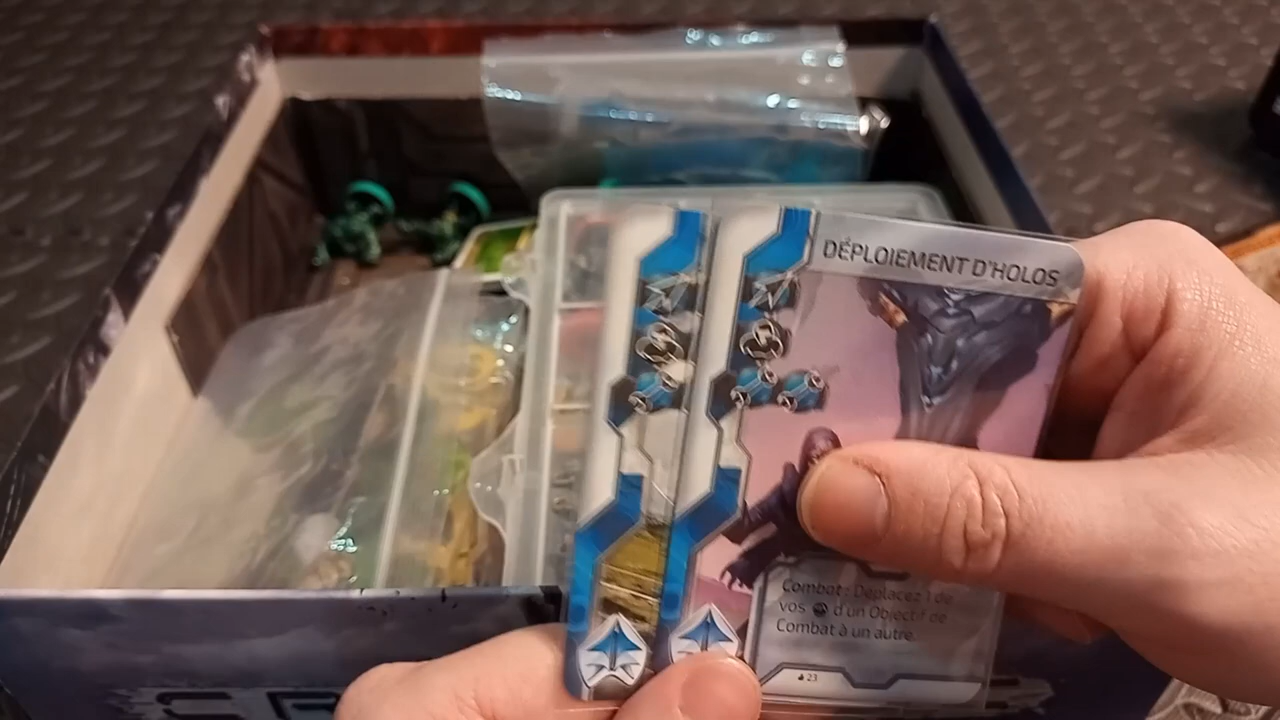 DÉPLOIEMENT D'HOLOS
Combat : Déplacez 1 de
vos d'un Objectif de
Combat à un autre.
23